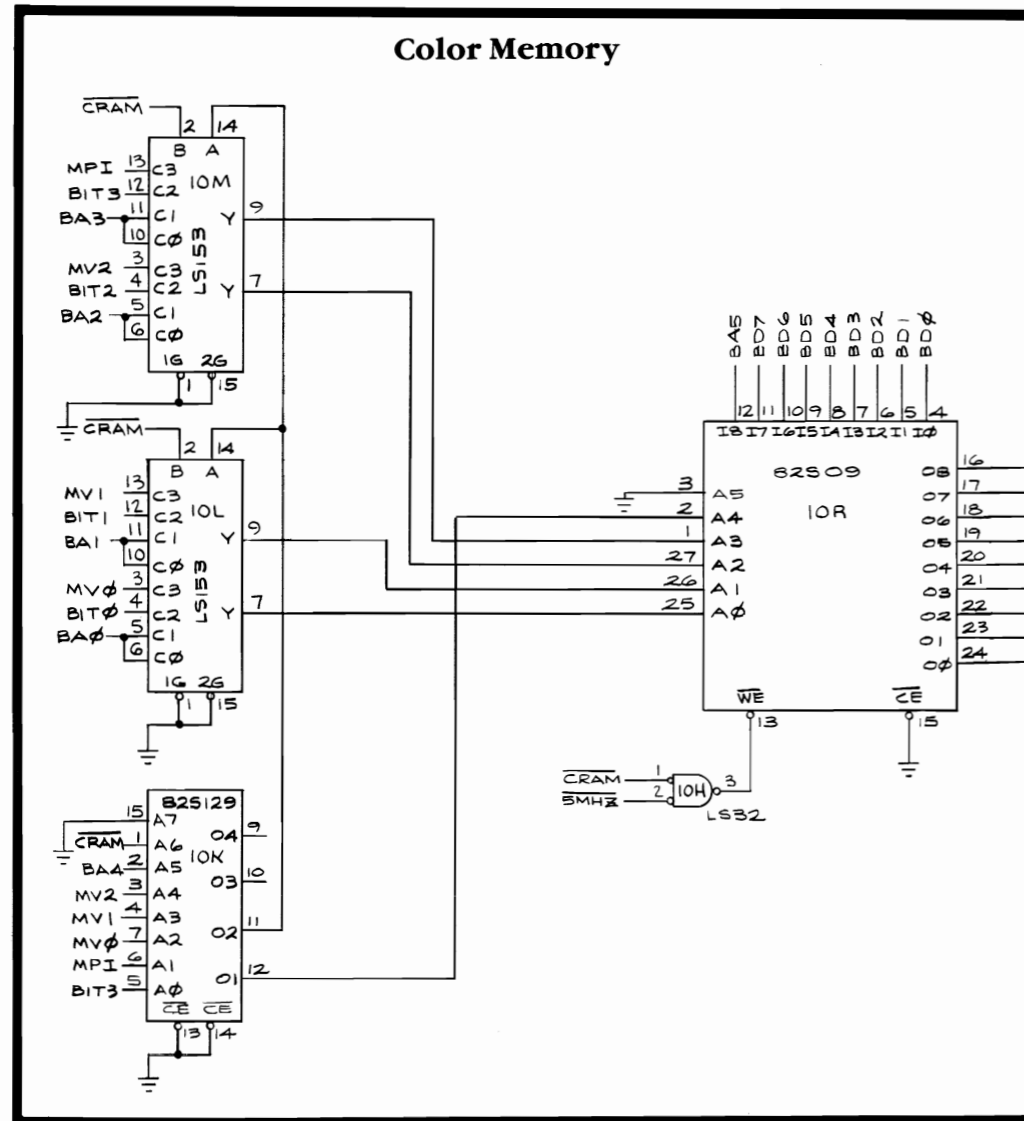 Color Memory
CRAM
2 14
B A
MPI 13 C3
10M
BIT3 12 C2
BA3 11 C1 Y 9
10 CØ
LS153
MV2 3 C3
BIT2 4 C2 Y 7
BA2 5 C1
6 CØ
1G 2G
1 15
CRAM
2 14
B A
MV1 13 C3
10L
BIT1 12 C2
BA1 11 C1 Y 9
10 CØ
LS153
MVØ 3 C3
BITØ 4 C2 Y 7
BAØ 5 C1
6 CØ
1G 2G
1 15
82S129
15 A7
O4 9
CRAM 1 A6
10K
BA4 2 A5
O3 10
MV2 3 A4
MV1 4 A3
O2 11
MVØ 7 A2
MPI 6 A1
O1 12
BIT3 5 AØ
CE CE
13 14
BA5 BD7 BD6 BD5 BD4 BD3 BD2 BD1 BDØ
12 11 10 9 8 7 6 5 4
I8 I7 I6 I5 I4 I3 I2 I1 IØ
82S09
10R
3 A5
2 A4
1 A3
27 A2
26 A1
25 AØ
O8 16
O7 17
O6 18
O5 19
O4 20
O3 21
O2 22
O1 23
OØ 24
WE CE
13 15
CRAM 1
10H 3
5MHZ 2
LS32